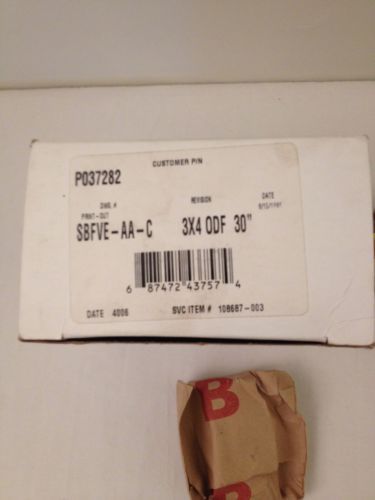 CUSTOMER P/N
P037282
DWG. # REVISION DATE
PRINT-OUT
SBFVE-AA-C 3X4 ODF 30"
6 87472 43757 4
DATE 4006 SVC ITEM # 108687-003
B
B